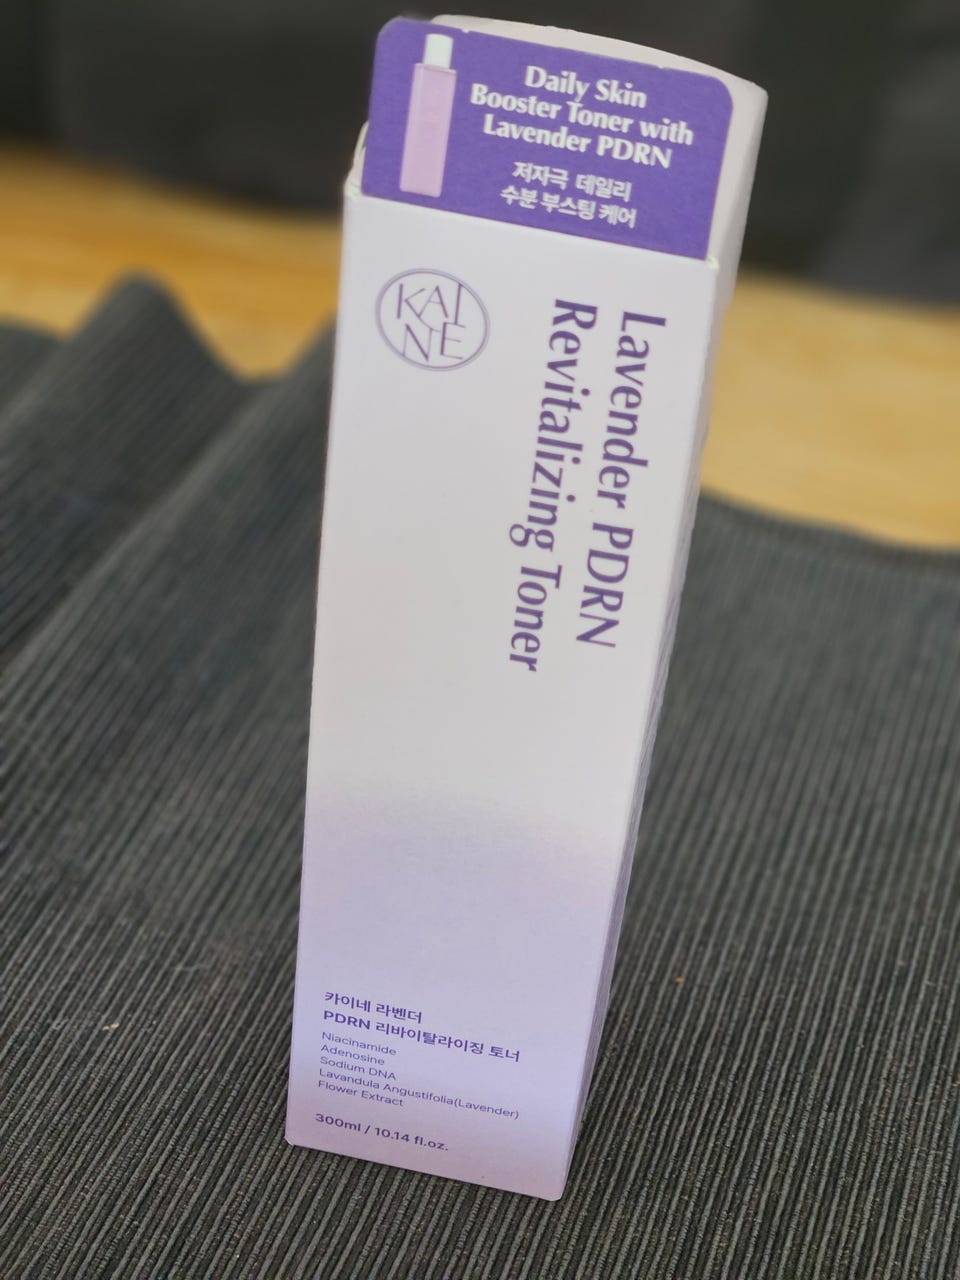 Daily Skin
Booster Toner with
Lavender PDRN
저자극 데일리
수분 부스팅 케어
KAI
NE
Lavender PDRN
Revitalizing Toner
카이네 라벤더
PDRN 리바이탈라이징 토너
Niacinamide
Adenosine
Sodium DNA
Lavandula Angustifolia(Lavender)
Flower Extract
300ml / 10.14 fl.oz.